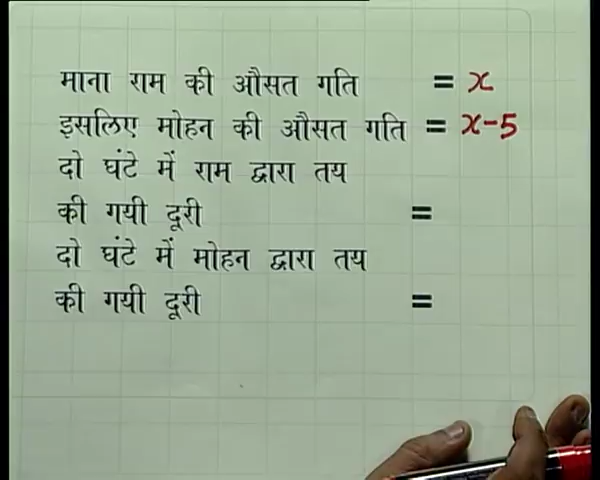 माना राम की औसत गति = x
इसलिए मोहन की औसत गति = x-5
दो घंटे में राम द्वारा तय
की गयी दूरी =
दो घंटे में मोहन द्वारा तय
की गयी दूरी =